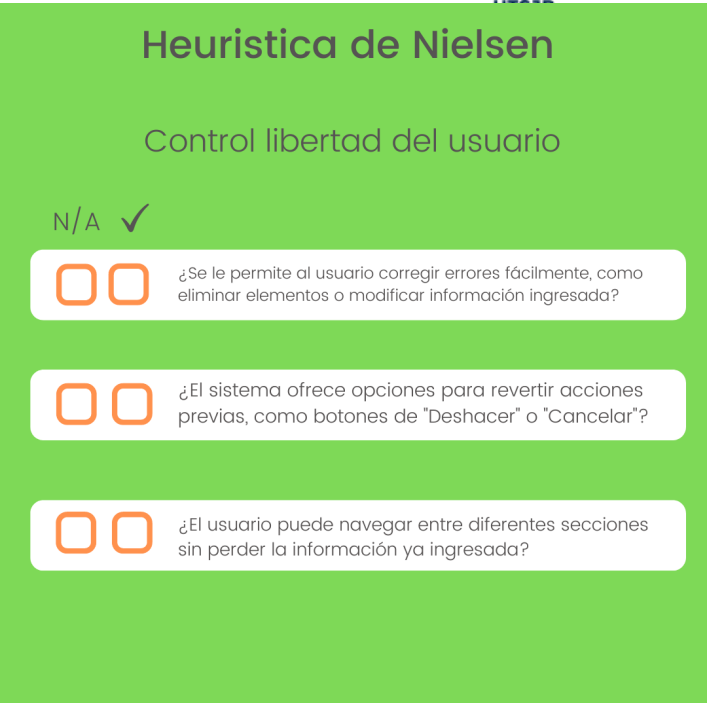 Heuristica de Nielsen
Control libertad del usuario
N/A ✓
¿Se le permite al usuario corregir errores fácilmente, como
eliminar elementos o modificar información ingresada?
¿El sistema ofrece opciones para revertir acciones
previas, como botones de "Deshacer" o "Cancelar"?
¿El usuario puede navegar entre diferentes secciones
sin perder la información ya ingresada?